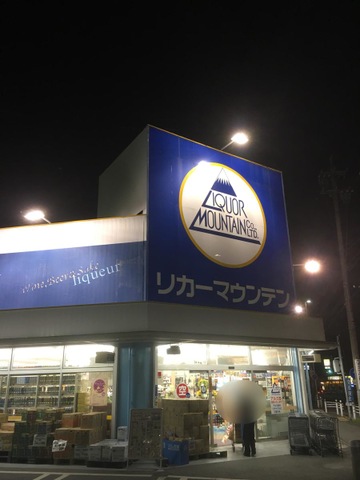 LIQUOR
MOUNTAIN CO.
LTD.
リカーマウンテン
Wine, Beer & Sake
liqueur